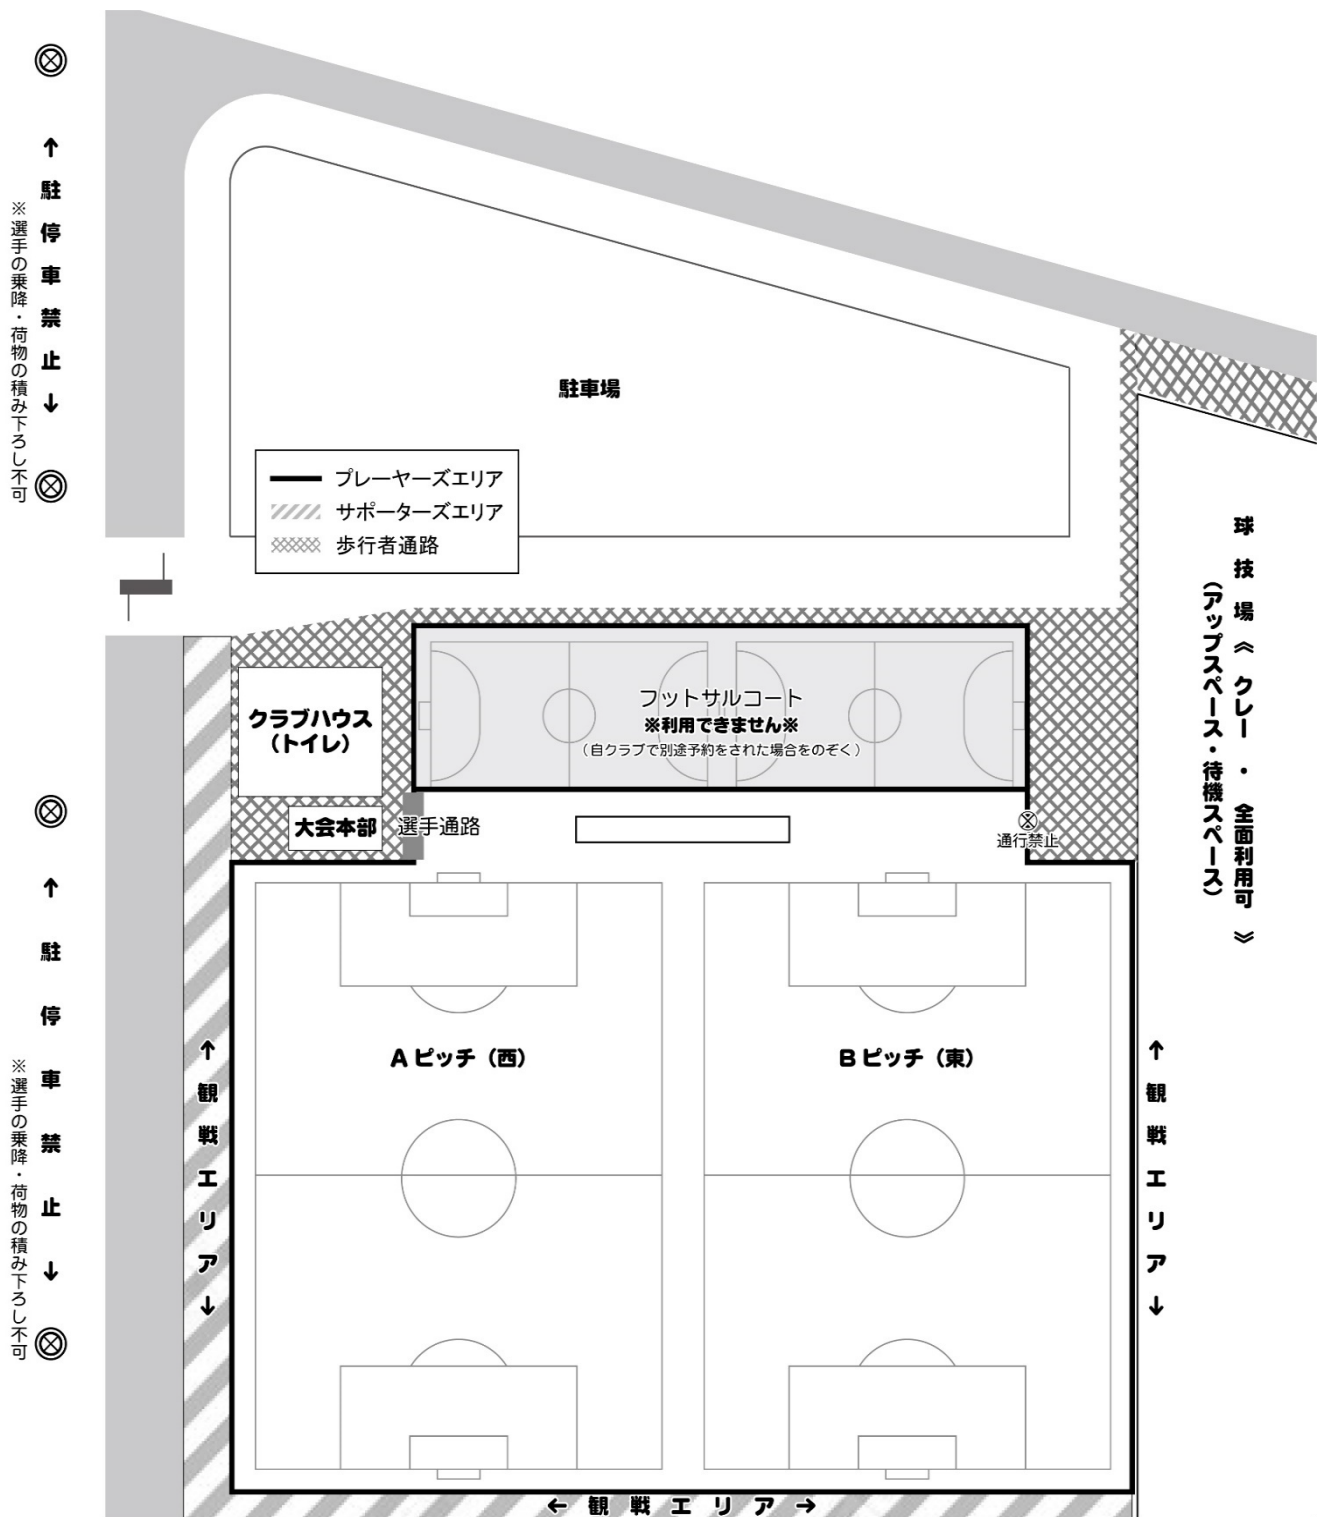 ↑駐停車禁止↓
※選手の乗降・荷物の積み下ろし不可
駐車場
プレーヤーズエリア
サポーターズエリア
歩行者通路
球技場《クレー・全面利用可》
（アップスペース・待機スペース）
フットサルコート
※利用できません※
（自クラブで別途予約をされた場合をのぞく）
クラブハウス
（トイレ）
大会本部
選手通路
通行禁止
↑駐停車禁止↓
※選手の乗降・荷物の積み下ろし不可
Aピッチ（西）
Bピッチ（東）
↑観戦エリア↓
↑観戦エリア↓
←観戦エリア→